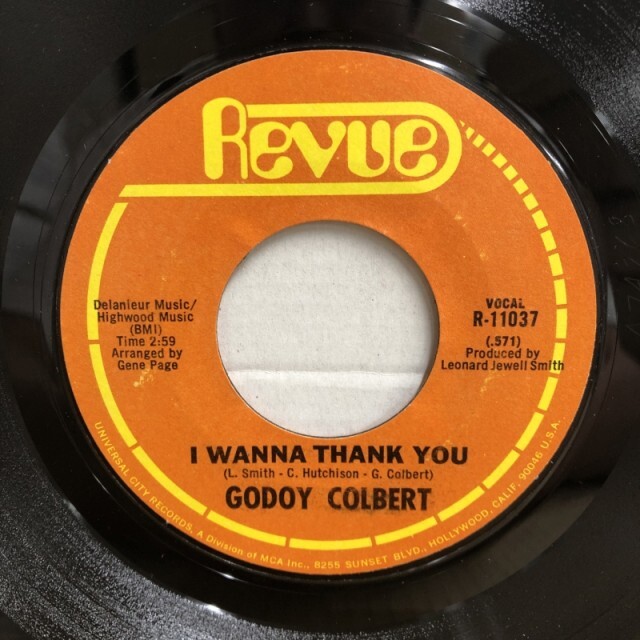 Revue
Delanieur Music/
Highwood Music
(BMI)
Time 2:59
Arranged by
Gene Page
VOCAL
R-11037
(.571)
Produced by
Leonard Jewell Smith
I WANNA THANK YOU
(L. Smith - C. Hutchison - G. Colbert)
GODOY COLBERT
UNIVERSAL CITY RECORDS, A Division of MCA Inc., 8255 SUNSET BLVD., HOLLYWOOD, CALIF. 90046 U.S.A.